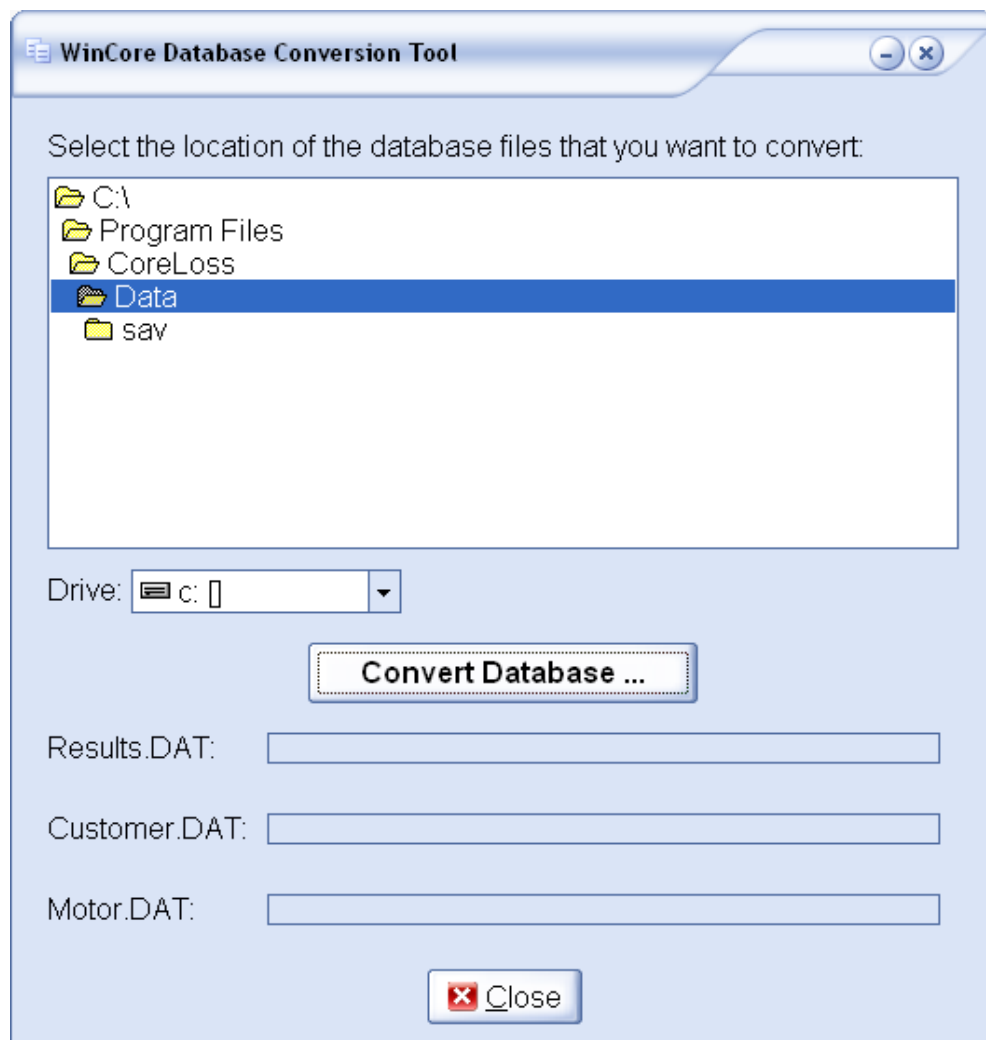 WinCore Database Conversion Tool
Select the location of the database files that you want to convert:
C:\
Program Files
CoreLoss
Data
sav
Drive: c: []
Convert Database ...
Results.DAT:
Customer.DAT:
Motor.DAT:
Close